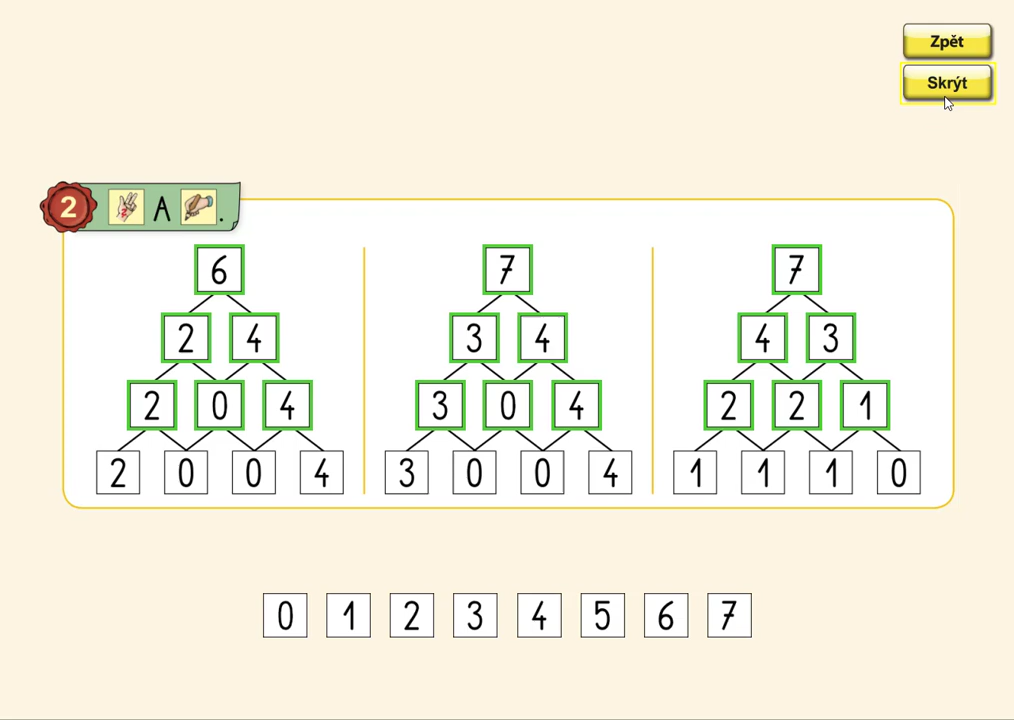 Zpět
Skrýt
2 A .
6 7 7
2 4 3 4 4 3
2 0 4 3 0 4 2 2 1
2 0 0 4 3 0 0 4 1 1 1 0
0 1 2 3 4 5 6 7